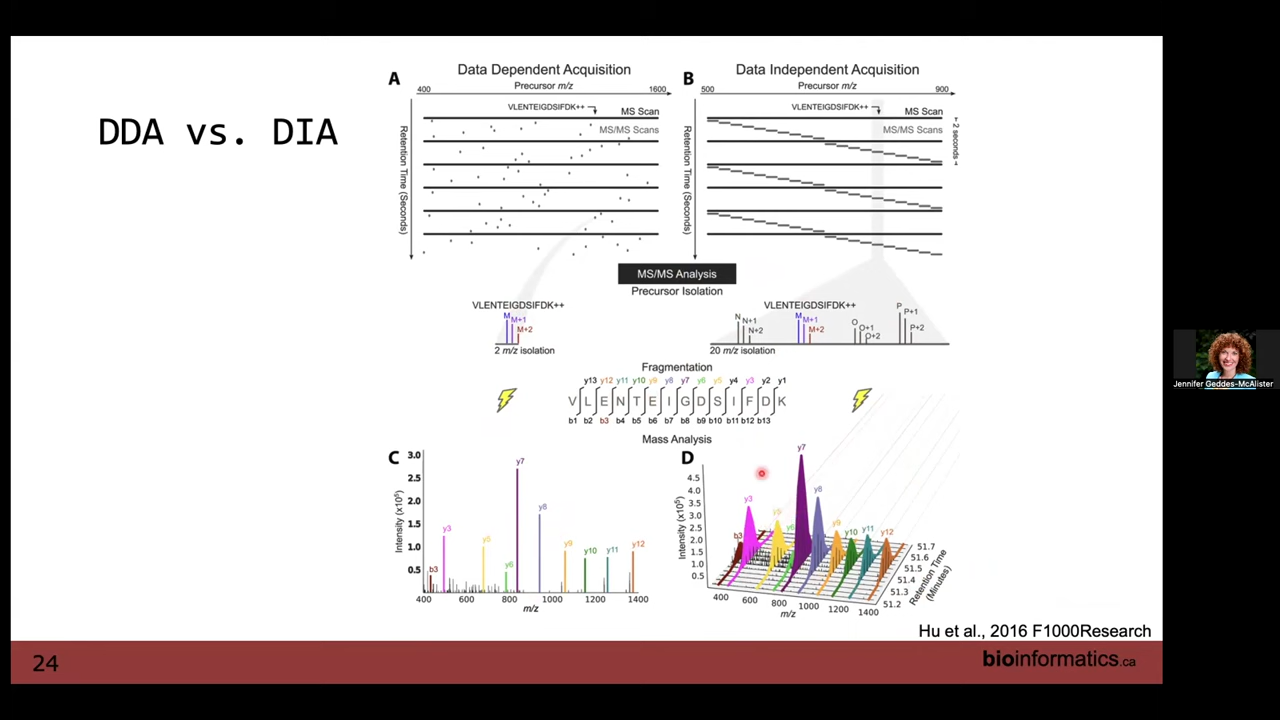 DDA vs. DIA
A
Data Dependent Acquisition
Precursor m/z
400
1600
VLENTEIGDSIFDK++
MS Scan
MS/MS Scans
Retention Time (Seconds)
B
Data Independent Acquisition
Precursor m/z
500
900
VLENTEIGDSIFDK++
MS Scan
MS/MS Scans
2 seconds
Retention Time (Seconds)
MS/MS Analysis
Precursor Isolation
VLENTEIGDSIFDK++
M
M+1
M+2
2 m/z isolation
VLENTEIGDSIFDK++
N
N+1
N+2
M
M+1
M+2
O
O+1
O+2
P
P+1
P+2
20 m/z isolation
Fragmentation
y13 y12 y11 y10 y9 y8 y7 y6 y5 y4 y3 y2 y1
V L E N T E I G D S I F D K
b1 b2 b3 b4 b5 b6 b7 b8 b9 b10 b11 b12 b13
Mass Analysis
C
3.0
2.5
2.0
1.5
1.0
0.5
Intensity (x10⁵)
b3
y3
y6
y7
y8
y9
y10
y11
y12
400 600 800 1000 1200 1400
m/z
D
4.5
4.0
3.5
3.0
2.5
2.0
1.5
1.0
0.5
Intensity (x10⁵)
b3
y3
y6
y7
y8
y9
y10
y11
y12
400 600 800 1000 1200 1400
m/z
51.7
51.6
51.5
51.4
51.3
51.2
Retention Time
(Minutes)
Hu et al., 2016 F1000Research
24
bioinformatics.ca
Jennifer Geddes-McAlister